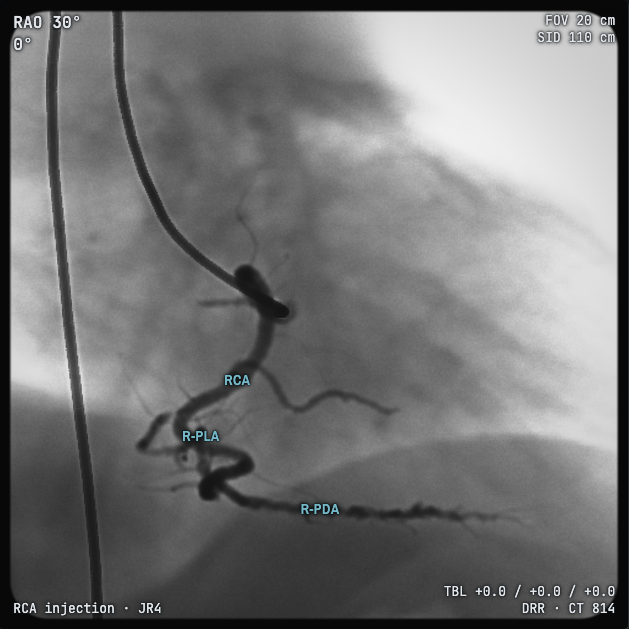 RAO 30°
0°
FOV 20 cm
SID 110 cm
RCA
R-PLA
R-PDA
TBL +0.0 / +0.0 / +0.0
RCA injection · JR4
DRR · CT 814